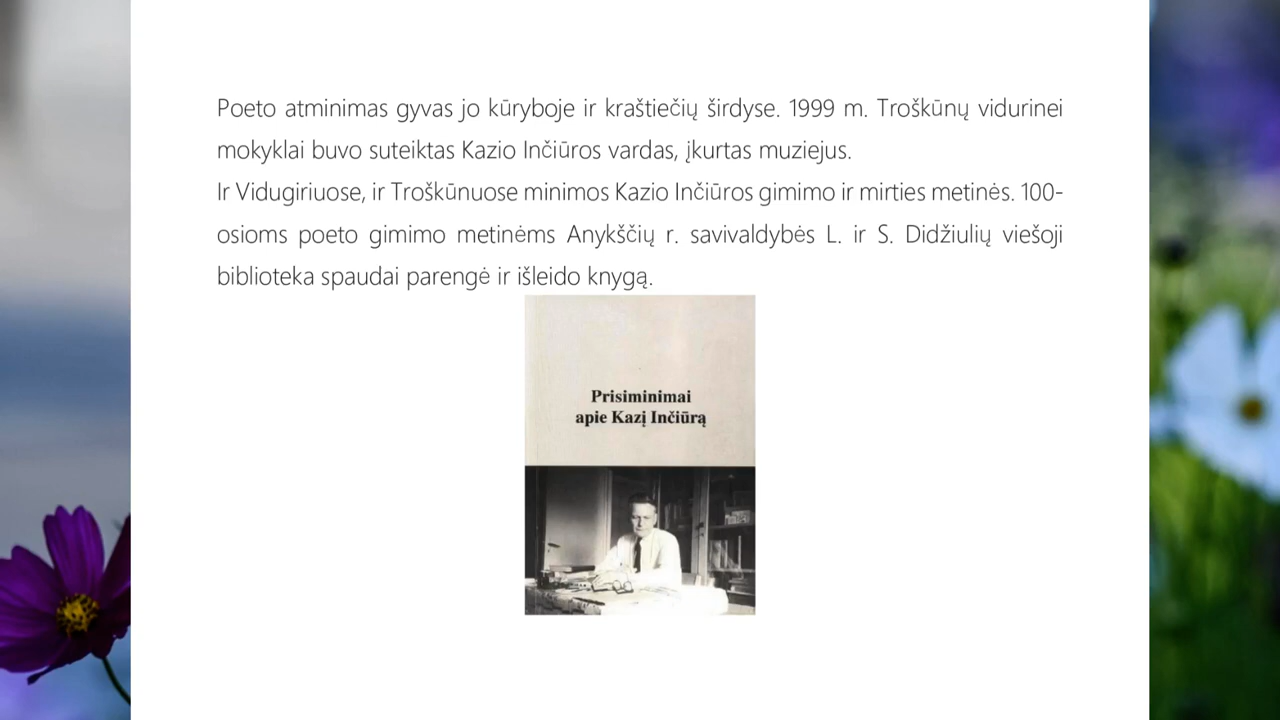 Poeto atminimas gyvas jo kūryboje ir kraštiečių širdyse. 1999 m. Troškūnų vidurinei
mokyklai buvo suteiktas Kazio Inčiūros vardas, įkurtas muziejus.
Ir Vidugiriuose, ir Troškūnuose minimos Kazio Inčiūros gimimo ir mirties metinės. 100-
osioms poeto gimimo metinėms Anykščių r. savivaldybės L. ir S. Didžiulių viešoji
biblioteka spaudai parengė ir išleido knygą.
Prisiminimai
apie Kazį Inčiūrą